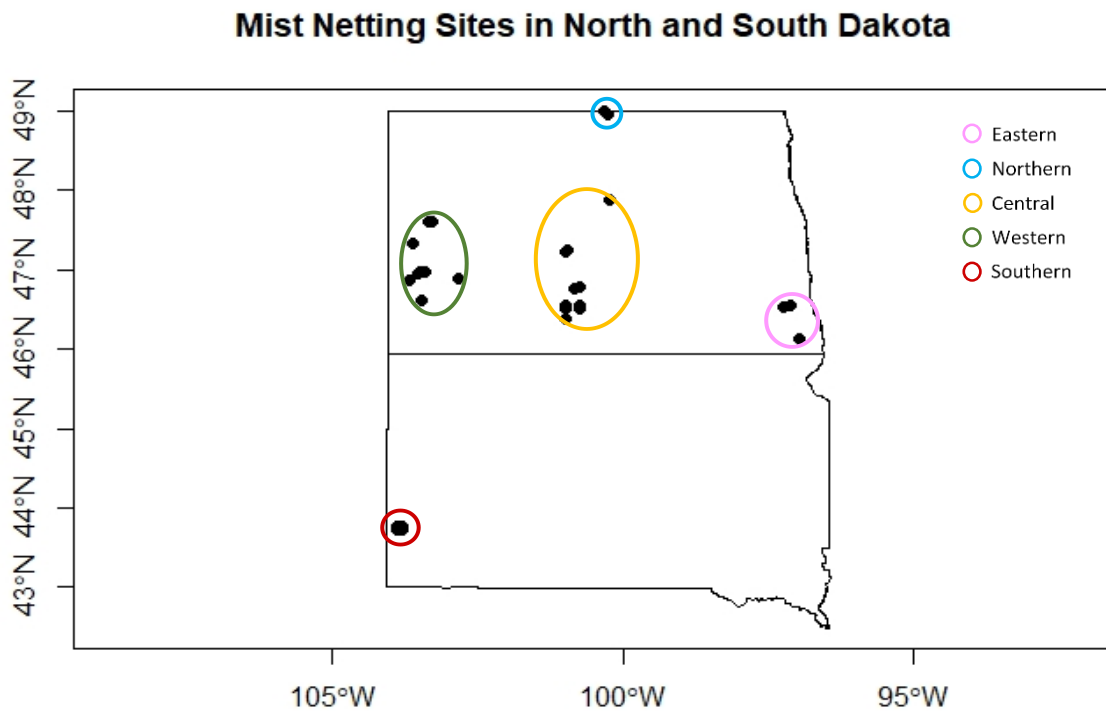 Mist Netting Sites in North and South Dakota
49°N
48°N
47°N
46°N
45°N
44°N
43°N
Eastern
Northern
Central
Western
Southern
105°W
100°W
95°W